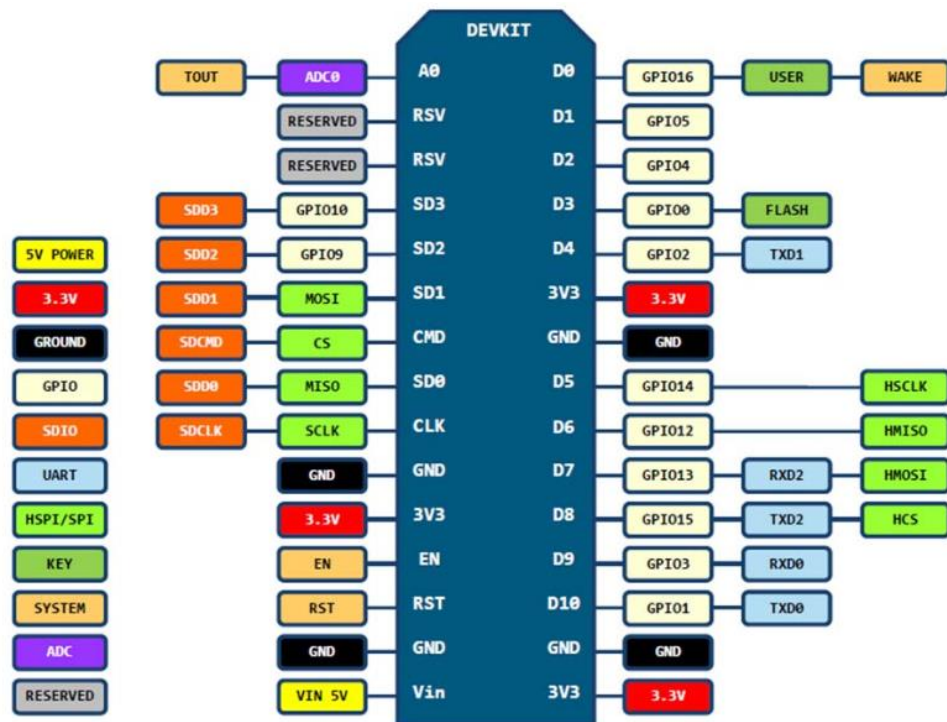 DEVKIT
TOUT ADC0 A0 D0 GPIO16 USER WAKE
RESERVED RSV D1 GPIO5
RESERVED RSV D2 GPIO4
SDD3 GPIO10 SD3 D3 GPIO0 FLASH
5V POWER SDD2 GPIO9 SD2 D4 GPIO2 TXD1
3.3V SDD1 MOSI SD1 3V3 3.3V
GROUND SDCMD CS CMD GND GND
GPIO SDD0 MISO SD0 D5 GPIO14 HSCLK
SDIO SDCLK SCLK CLK D6 GPIO12 HMISO
UART GND GND D7 GPIO13 RXD2 HMOSI
HSPI/SPI 3.3V 3V3 D8 GPIO15 TXD2 HCS
KEY EN EN D9 GPIO3 RXD0
SYSTEM RST RST D10 GPIO1 TXD0
ADC GND GND GND GND
RESERVED VIN 5V Vin 3V3 3.3V